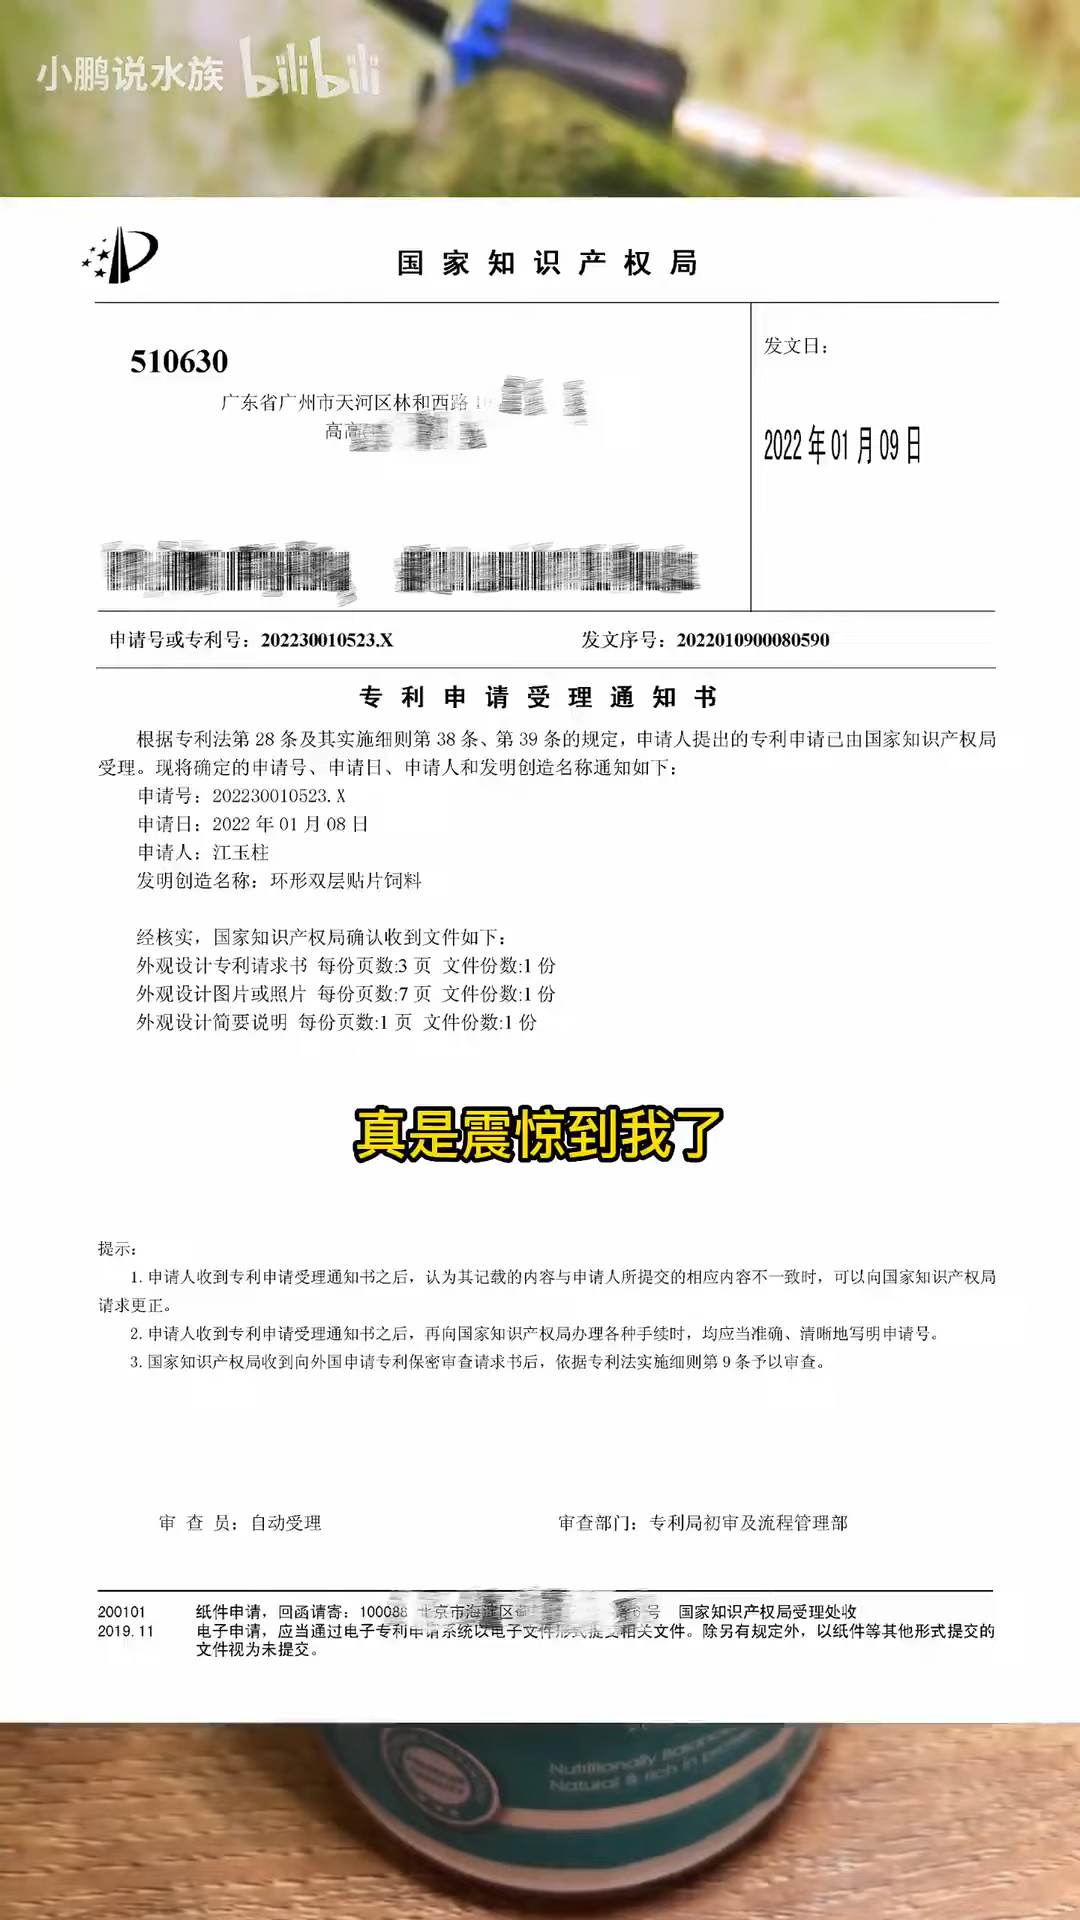 小鹏说水族 bilibili
国家知识产权局
510630
发文日：
广东省广州市天河区林和西路
高高
2022年01月09日
申请号或专利号：202230010523.X
发文序号：2022010900080590
专利申请受理通知书
根据专利法第28条及其实施细则第38条、第39条的规定，申请人提出的专利申请已由国家知识产权局
受理。现将确定的申请号、申请日、申请人和发明创造名称通知如下：
申请号：202230010523.X
申请日：2022年01月08日
申请人：江玉柱
发明创造名称：环形双层贴片饲料
经核实，国家知识产权局确认收到文件如下：
外观设计专利请求书 每份页数:3 页 文件份数:1 份
外观设计图片或照片 每份页数:7 页 文件份数:1 份
外观设计简要说明 每份页数:1 页 文件份数:1 份
真是震惊到我了
提示：
1. 申请人收到专利申请受理通知书之后，认为其记载的内容与申请人所提交的相应内容不一致时，可以向国家知识产权局
请求更正。
2. 申请人收到专利申请受理通知书之后，再向国家知识产权局办理各种手续时，均应当准确、清晰地写明申请号。
3. 国家知识产权局收到向外国申请专利保密审查请求书后，依据专利法实施细则第9条予以审查。
审 查 员：自动受理
审查部门：专利局初审及流程管理部
200101
2019.11
纸件申请，回函请寄：100088 北京市海淀区 6号 国家知识产权局受理处收
电子申请，应当通过电子专利申请系统以电子文件形式提交相关文件。除另有规定外，以纸件等其他形式提交的
文件视为未提交。
Nutritionally Balan
Natural & rich in